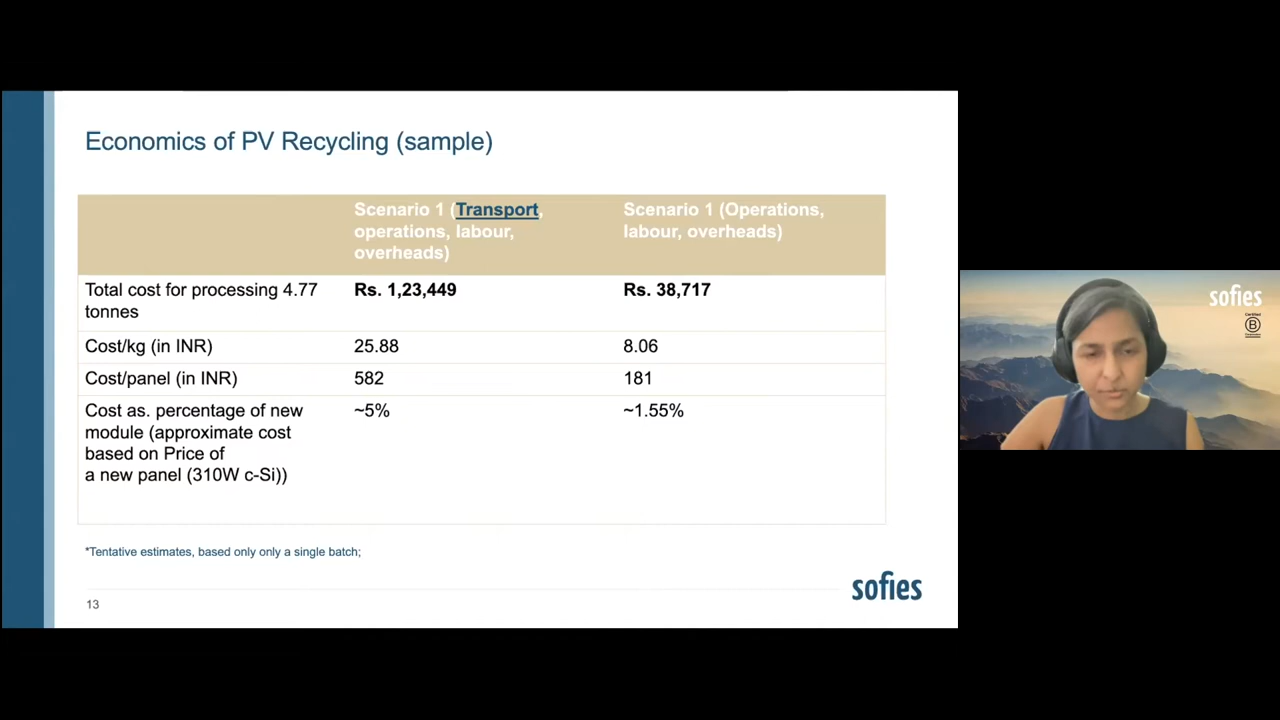 Economics of PV Recycling (sample)
Scenario 1 (Transport,
operations, labour,
overheads)
Scenario 1 (Operations,
labour, overheads)
Total cost for processing 4.77
tonnes
Rs. 1,23,449
Rs. 38,717
Cost/kg (in INR)
25.88
8.06
Cost/panel (in INR)
582
181
Cost as. percentage of new
module (approximate cost
based on Price of
a new panel (310W c-Si))
~5%
~1.55%
*Tentative estimates, based only only a single batch;
13
sofies
sofies
Certified
B